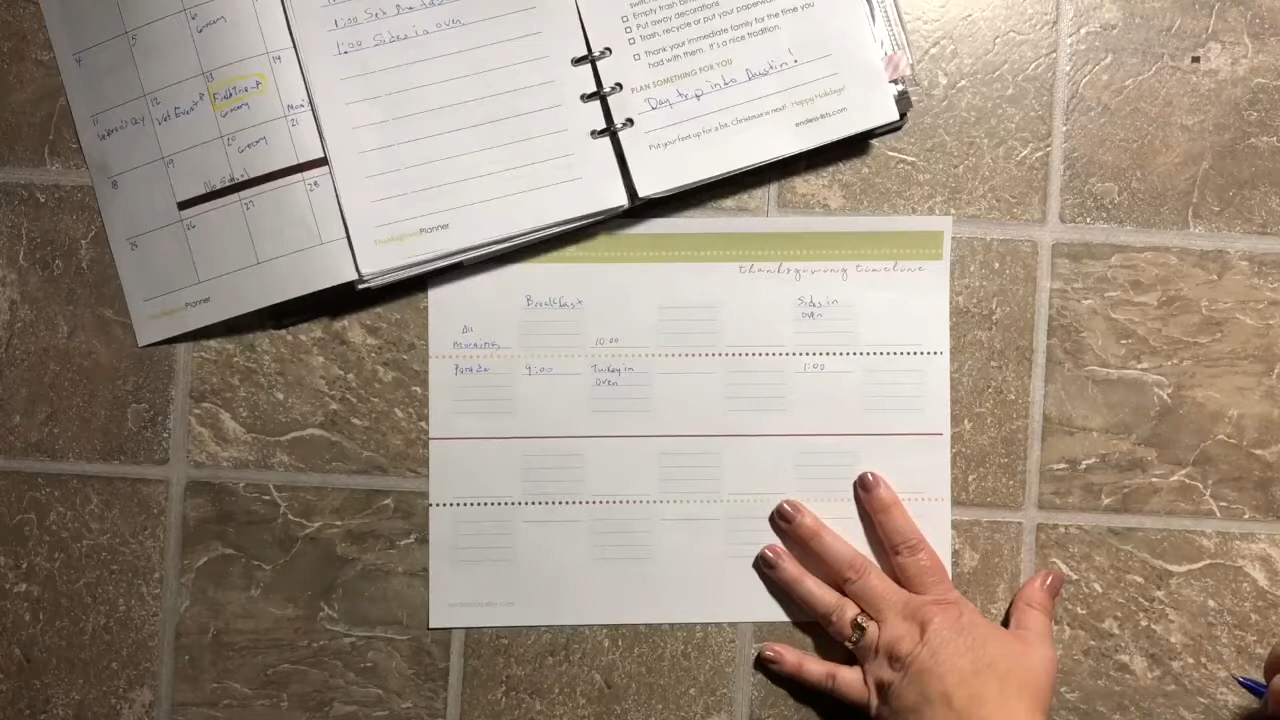 4
5
6
grocery
11
Veteran's Day
12
Vet Event
13
Field Trip
grocery
14
Mom's
18
19
No School
20
grocery
21
25
26
27
28
Planner
1:00 Sides in oven
Planner
Empty trash
Put away decorations
Trash, recycle or put your
Thank your immediate family for the time you
had with them. It's a nice tradition.
PLAN SOMETHING FOR YOU
Day trip into Austin!
Put your feet up for a bit, Christmas is next! Happy Holidays!
endless-lists.com
thanksgiving timeline
Breakfast
Sides in
oven
All
morning
10:00
Parade
9:00
Turkey in
oven
1:00